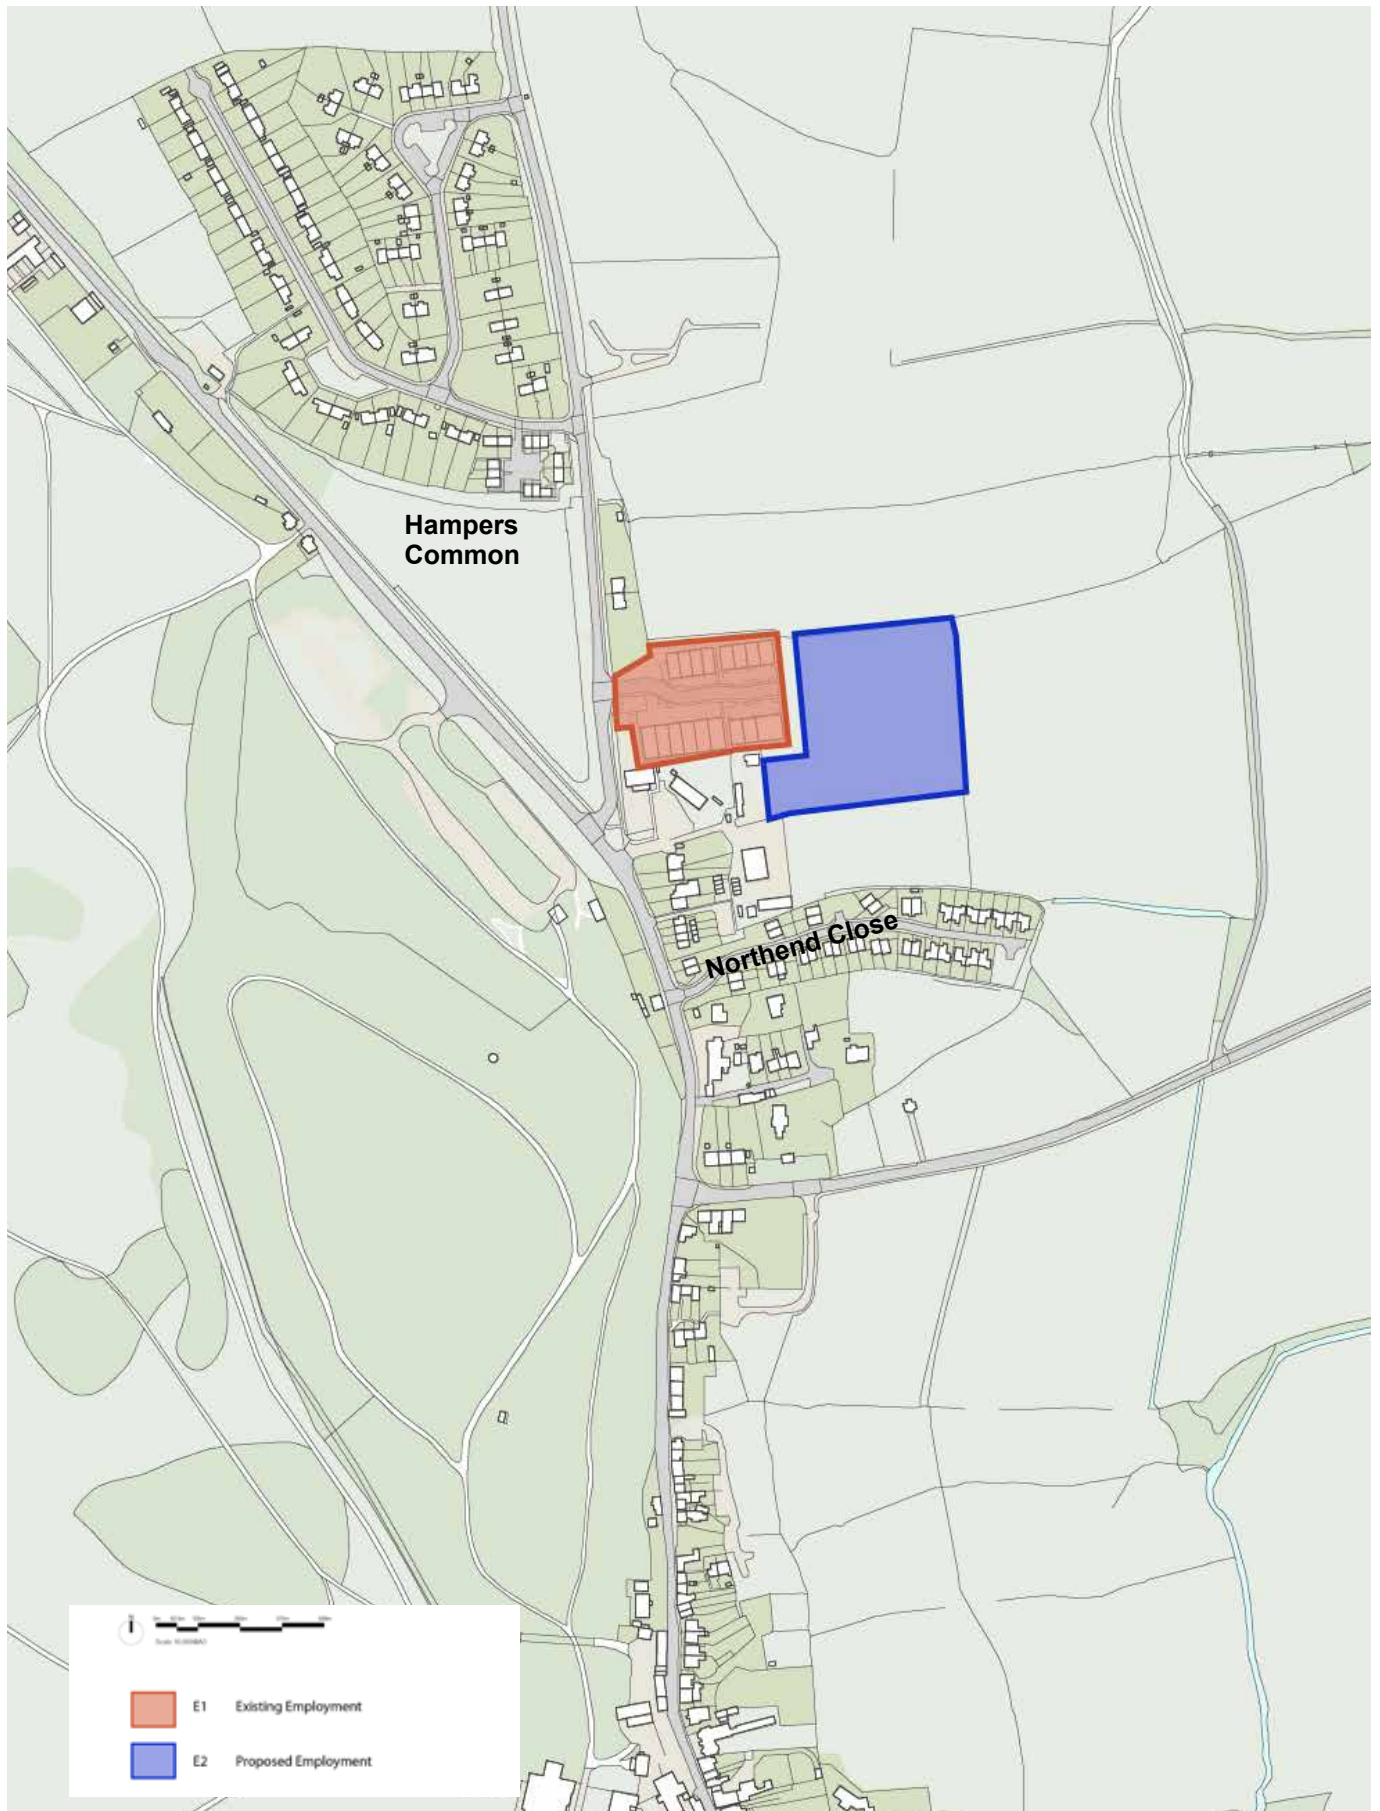 Hampers
Common
Northend Close
E1 Existing Employment
E2 Proposed Employment